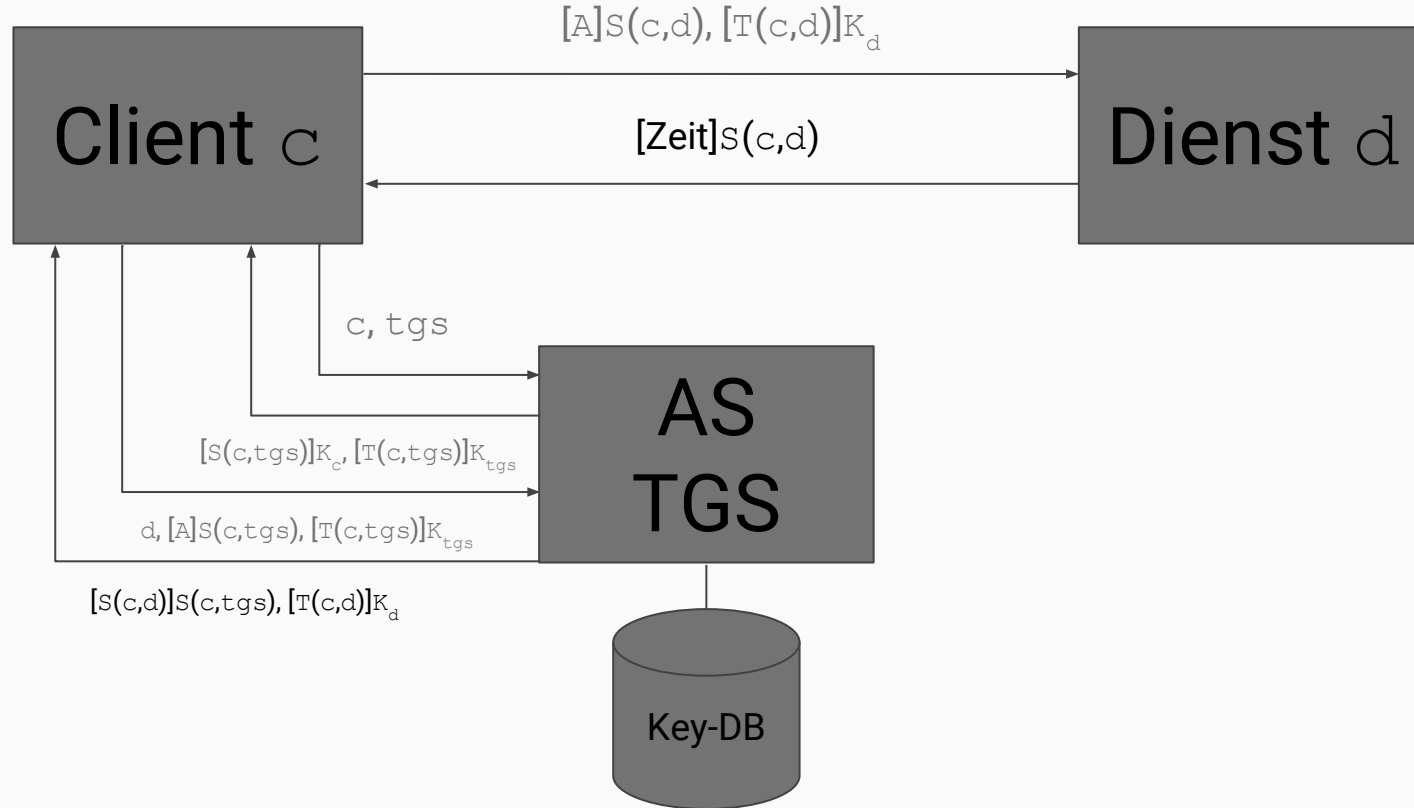 [A]S(c,d), [T(c,d)]K_d
Client c
Dienst d
[Zeit]S(c,d)
c, tgs
AS
TGS
[S(c,tgs)]K_c, [T(c,tgs)]K_tgs
d, [A]S(c,tgs), [T(c,tgs)]K_tgs
[S(c,d)]S(c,tgs), [T(c,d)]K_d
Key-DB